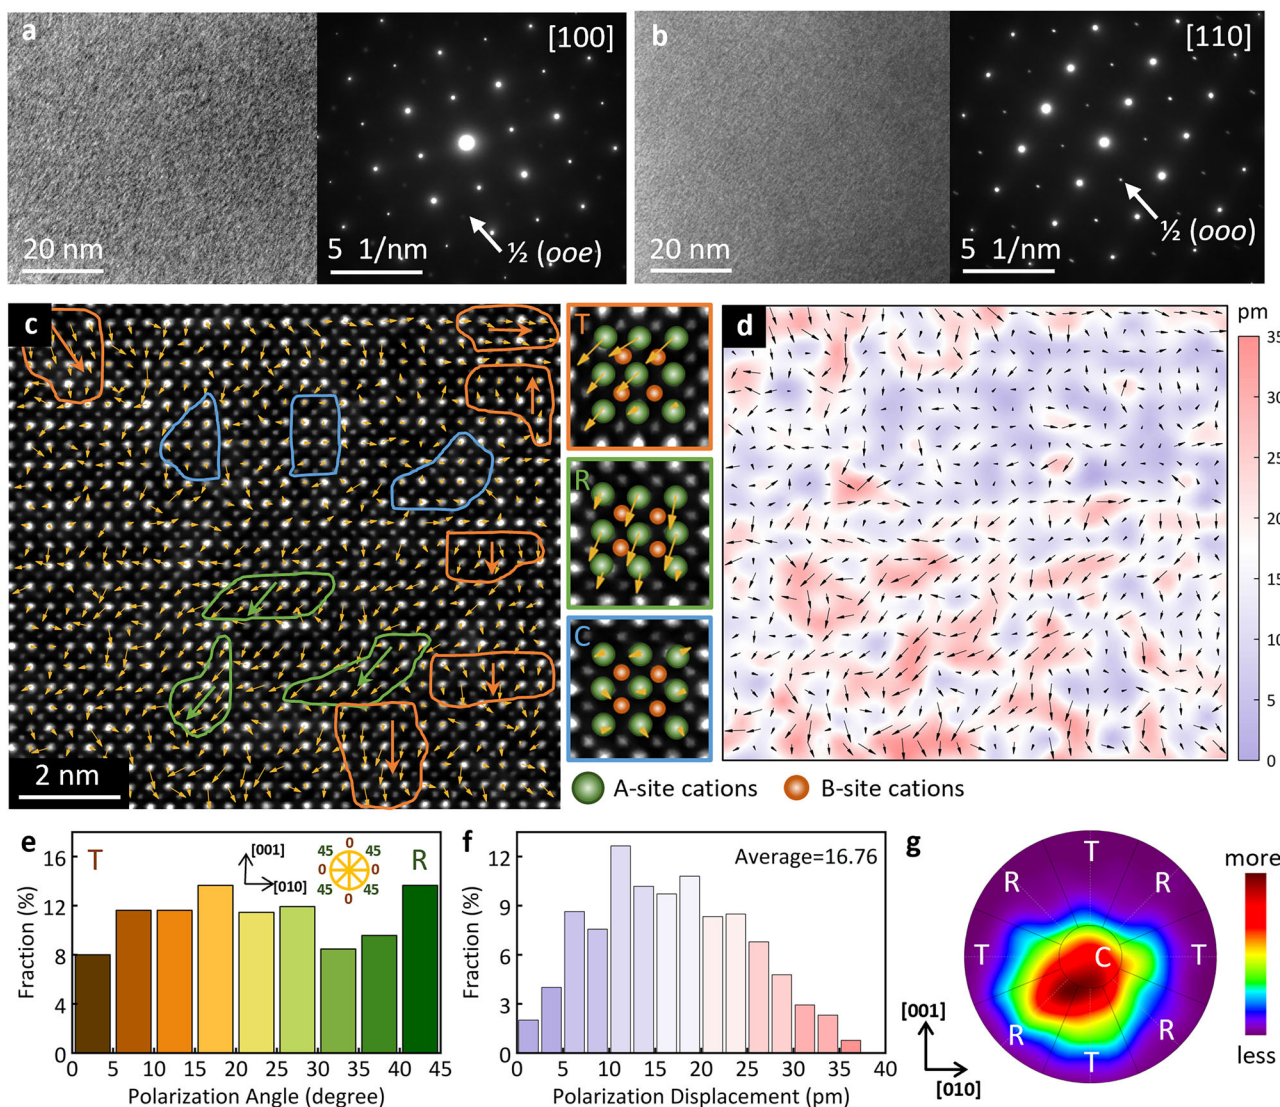 a
[100]
20 nm
5 1/nm
½ (ooe)
b
[110]
20 nm
5 1/nm
½ (ooo)
c
2 nm
T
R
C
A-site cations
B-site cations
d
pm
35
30
25
20
15
10
5
0
e
T
R
[001]
[010]
0
45
0
45
0
45
0
45
Fraction (%)
16
12
8
4
0
0 5 10 15 20 25 30 35 40 45
Polarization Angle (degree)
f
Average=16.76
Fraction (%)
12
9
6
3
0
0 5 10 15 20 25 30 35 40
Polarization Displacement (pm)
g
T
R
R
T
C
T
R
R
T
[001]
[010]
more
less